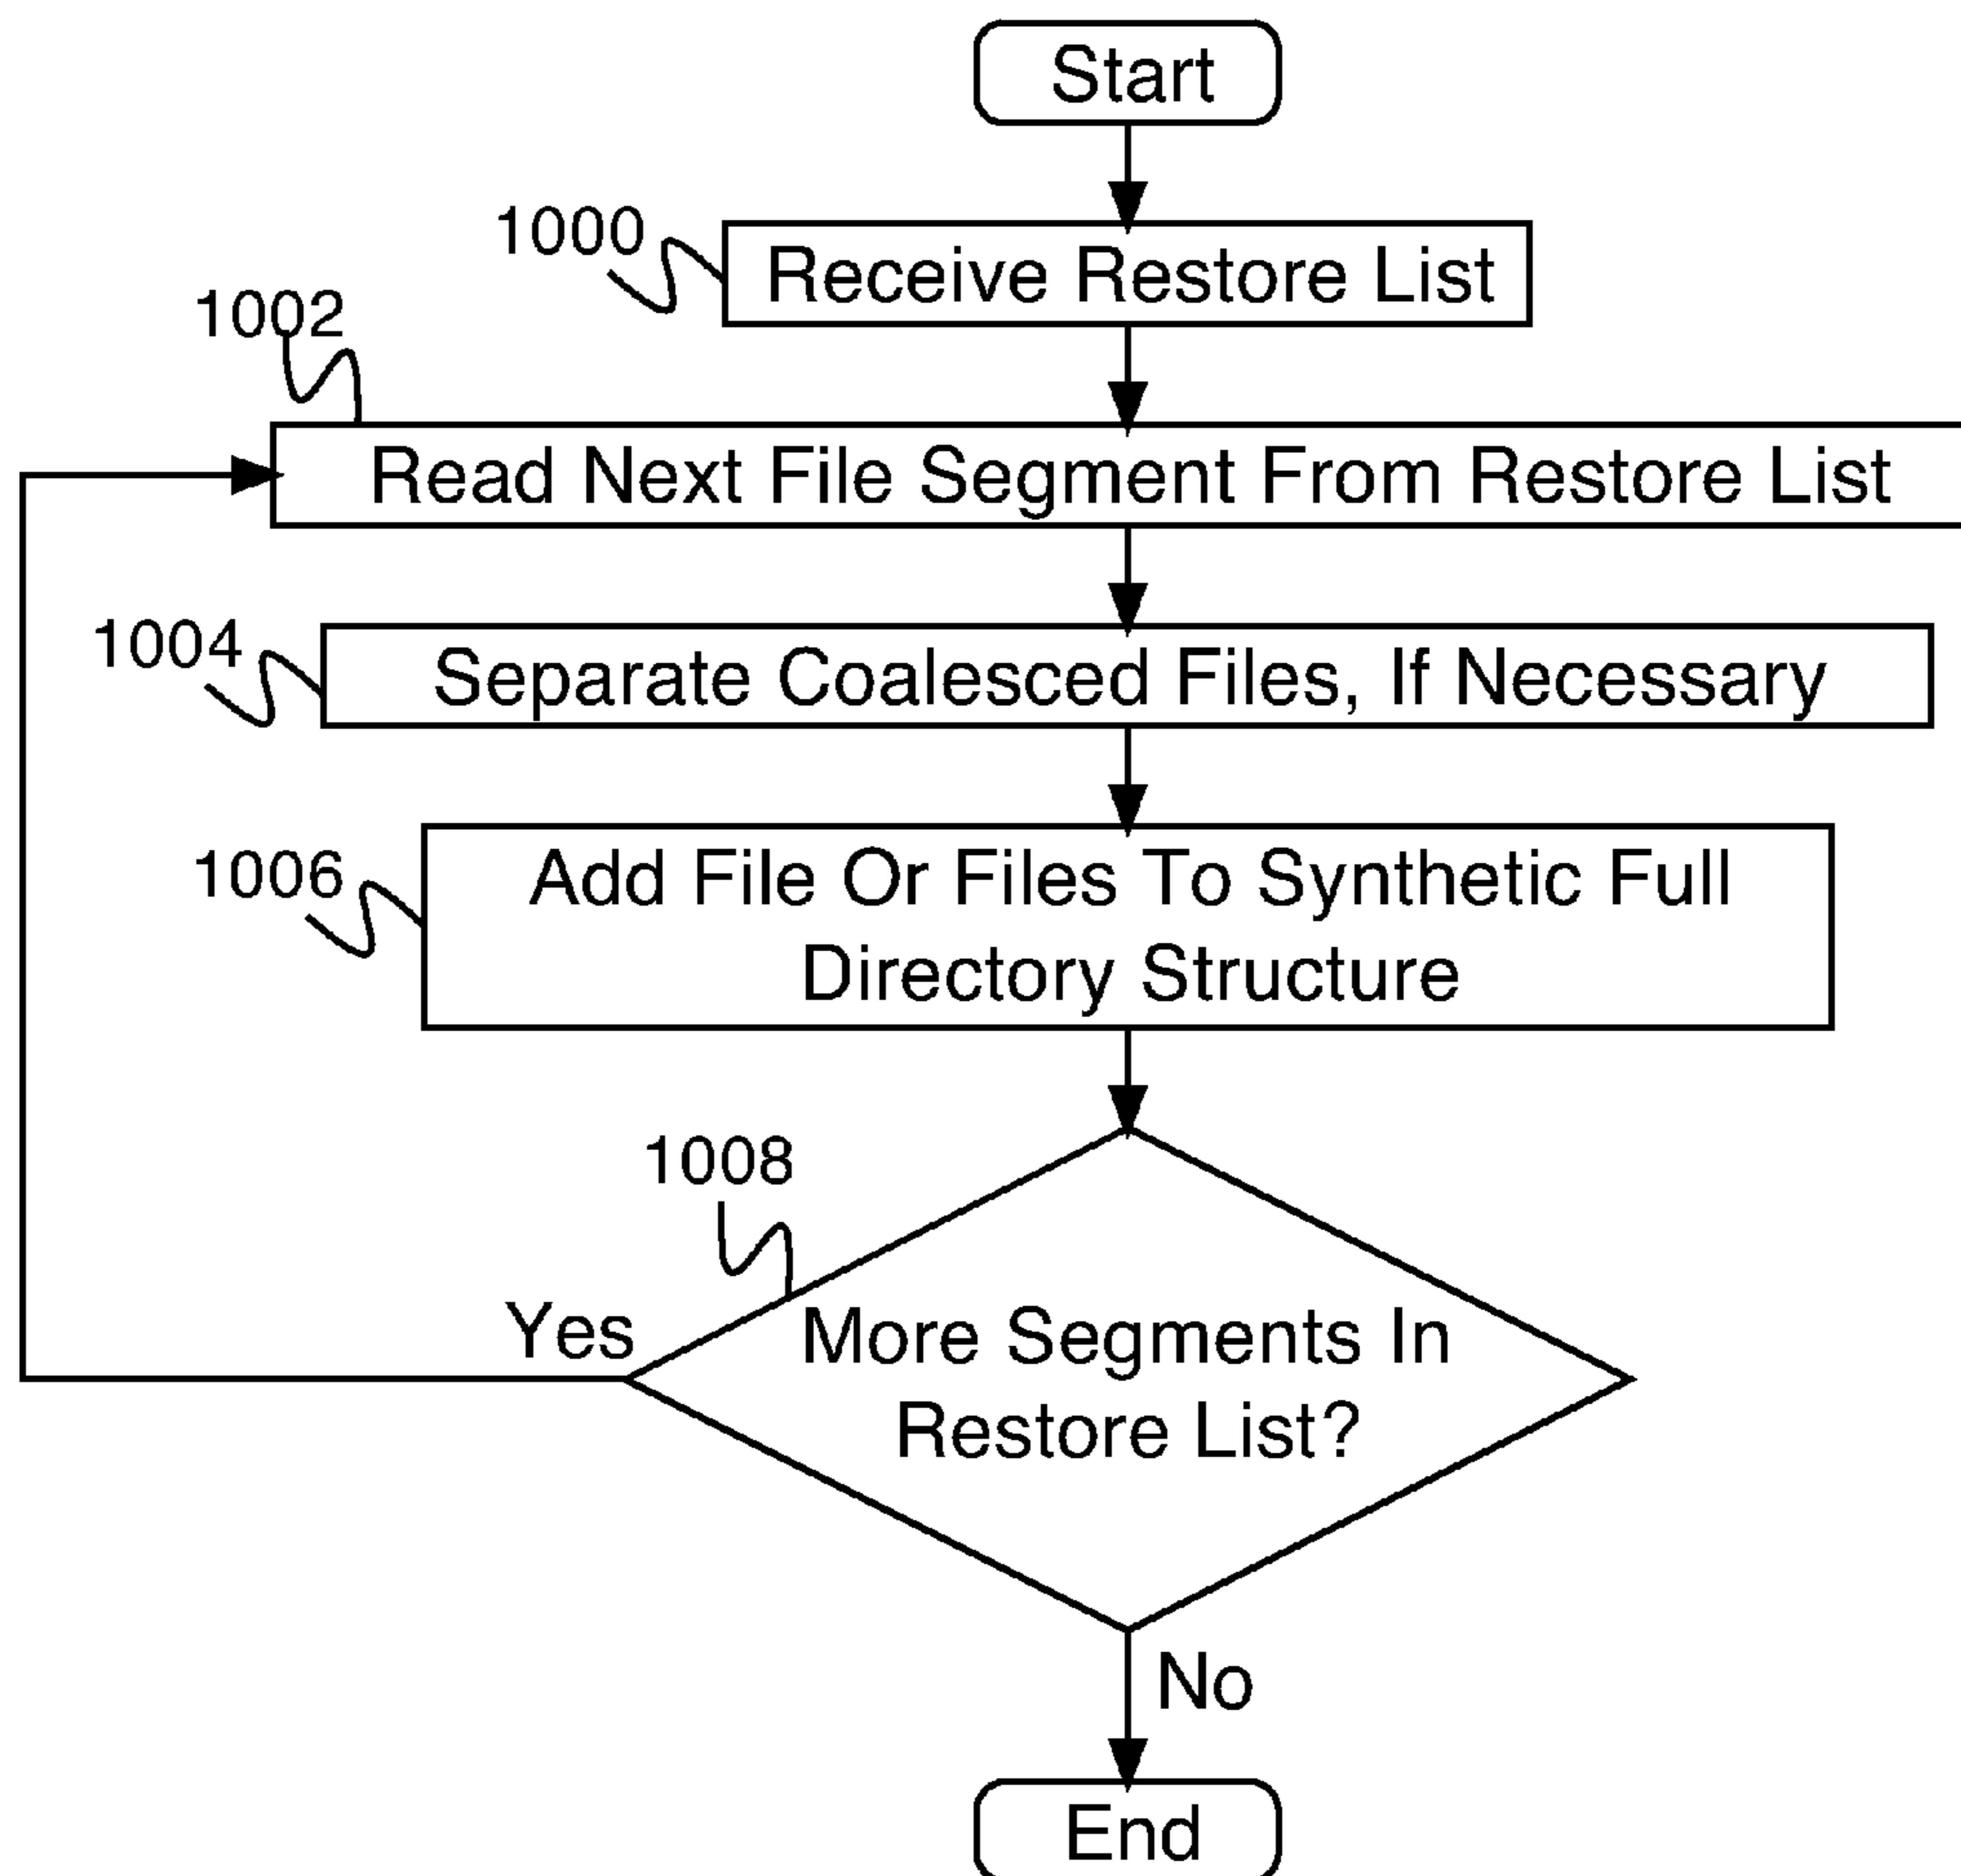 Start
1000
Receive Restore List
1002
Read Next File Segment From Restore List
1004
Separate Coalesced Files, If Necessary
1006
Add File Or Files To Synthetic Full
Directory Structure
1008
Yes
More Segments In
Restore List?
No
End